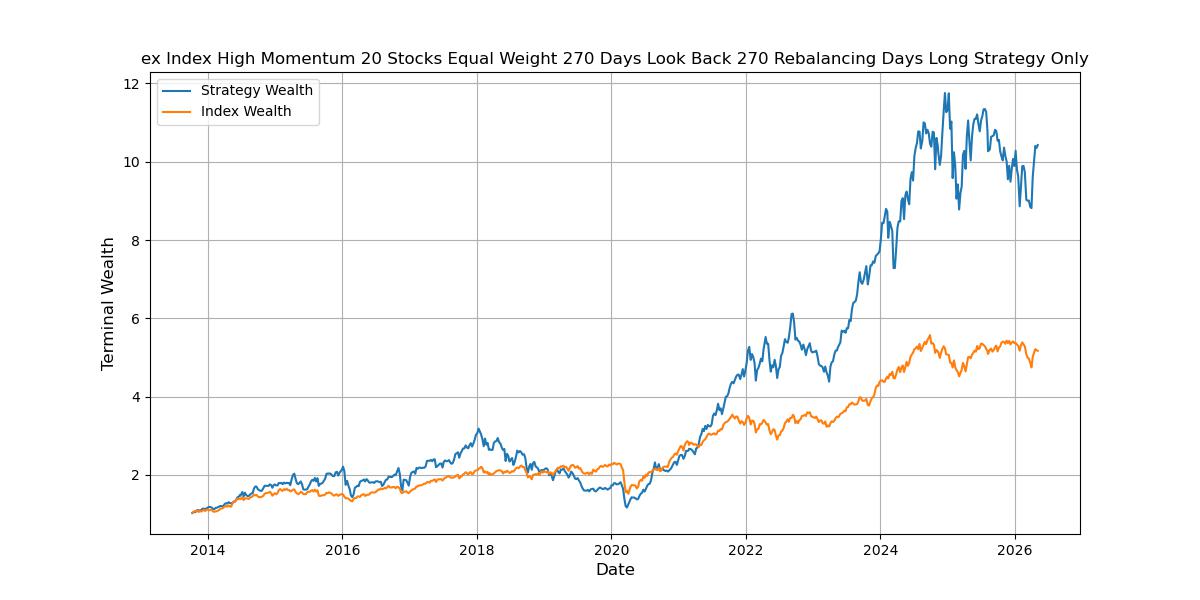 ex Index High Momentum 20 Stocks Equal Weight 270 Days Look Back 270 Rebalancing Days Long Strategy Only
Strategy Wealth
Index Wealth
Terminal Wealth
12
10
8
6
4
2
2014 2016 2018 2020 2022 2024 2026
Date